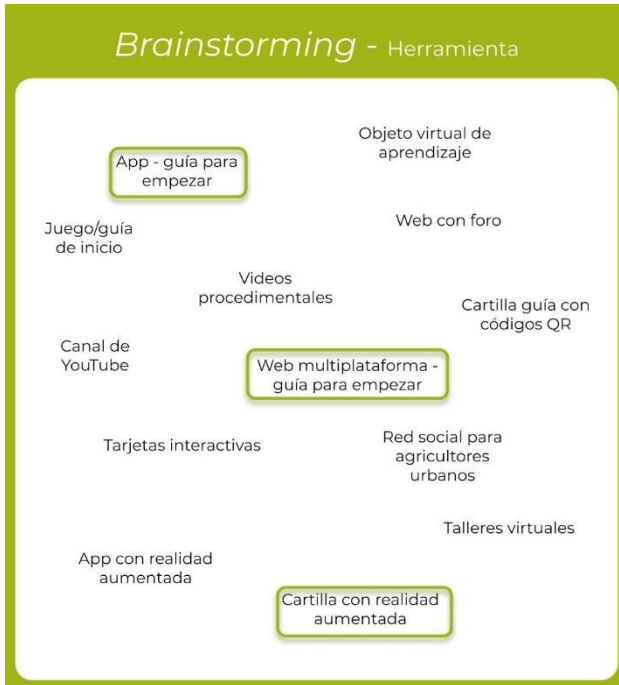 Brainstorming - Herramienta
Objeto virtual de
aprendizaje
App - guía para
empezar
Web con foro
Juego/guía
de inicio
Videos
procedimentales
Cartilla guía con
códigos QR
Canal de
YouTube
Web multiplataforma -
guía para empezar
Tarjetas interactivas
Red social para
agricultores
urbanos
Talleres virtuales
App con realidad
aumentada
Cartilla con realidad
aumentada